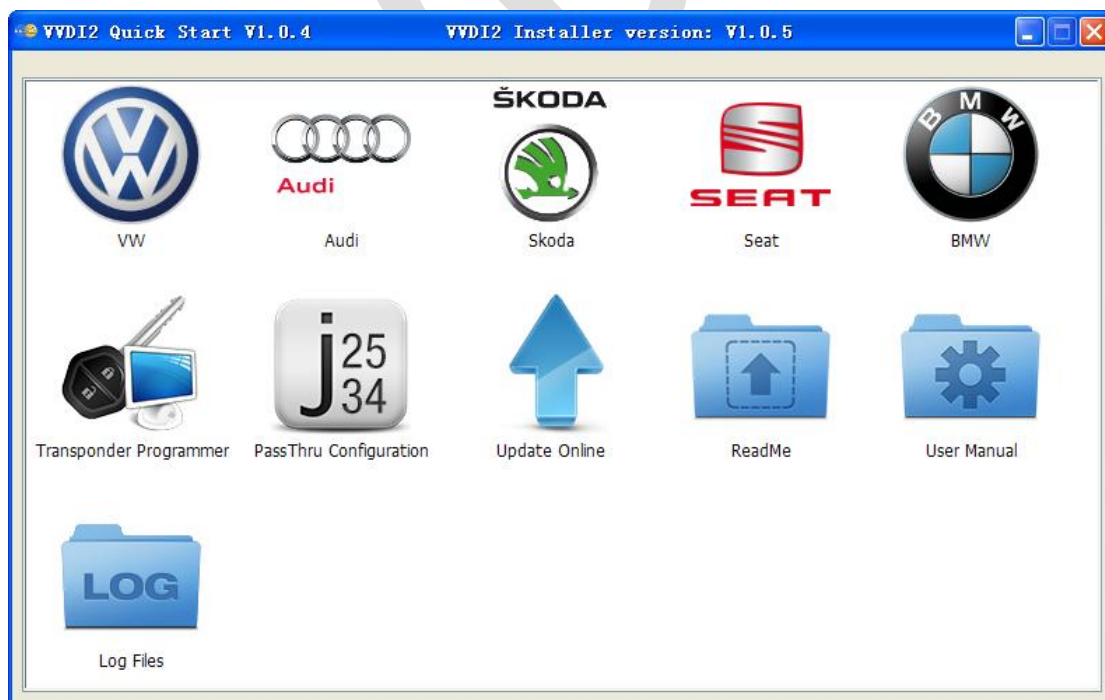 VVDI2 Quick Start V1.0.4 VVDI2 Installer version: V1.0.5
ŠKODA
Audi
SEAT
BMW
VW Audi Skoda Seat BMW
j 25 34
Transponder Programmer PassThru Configuration Update Online ReadMe User Manual
LOG
Log Files